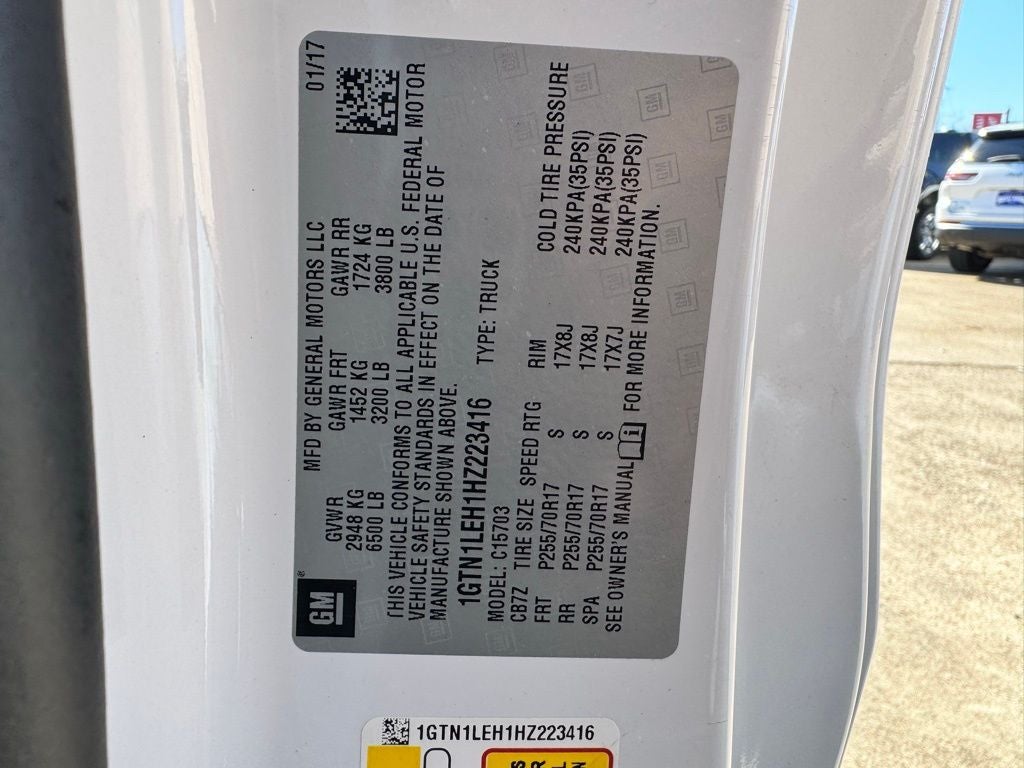 GM
MFD BY GENERAL MOTORS LLC 01/17
GVWR GAWR FRT GAWR RR
2948 KG 1452 KG 1724 KG
6500 LB 3200 LB 3800 LB
THIS VEHICLE CONFORMS TO ALL APPLICABLE U.S. FEDERAL MOTOR
VEHICLE SAFETY STANDARDS IN EFFECT ON THE DATE OF
MANUFACTURE SHOWN ABOVE.
1GTN1LEH1HZ223416 TYPE: TRUCK
MODEL: C15703
CB7Z TIRE SIZE SPEED RTG RIM COLD TIRE PRESSURE
FRT P255/70R17 S 17X8J 240KPA(35PSI)
RR P255/70R17 S 17X8J 240KPA(35PSI)
SPA P255/70R17 S 17X7J 240KPA(35PSI)
SEE OWNER'S MANUAL i FOR MORE INFORMATION.
1GTN1LEH1HZ223416